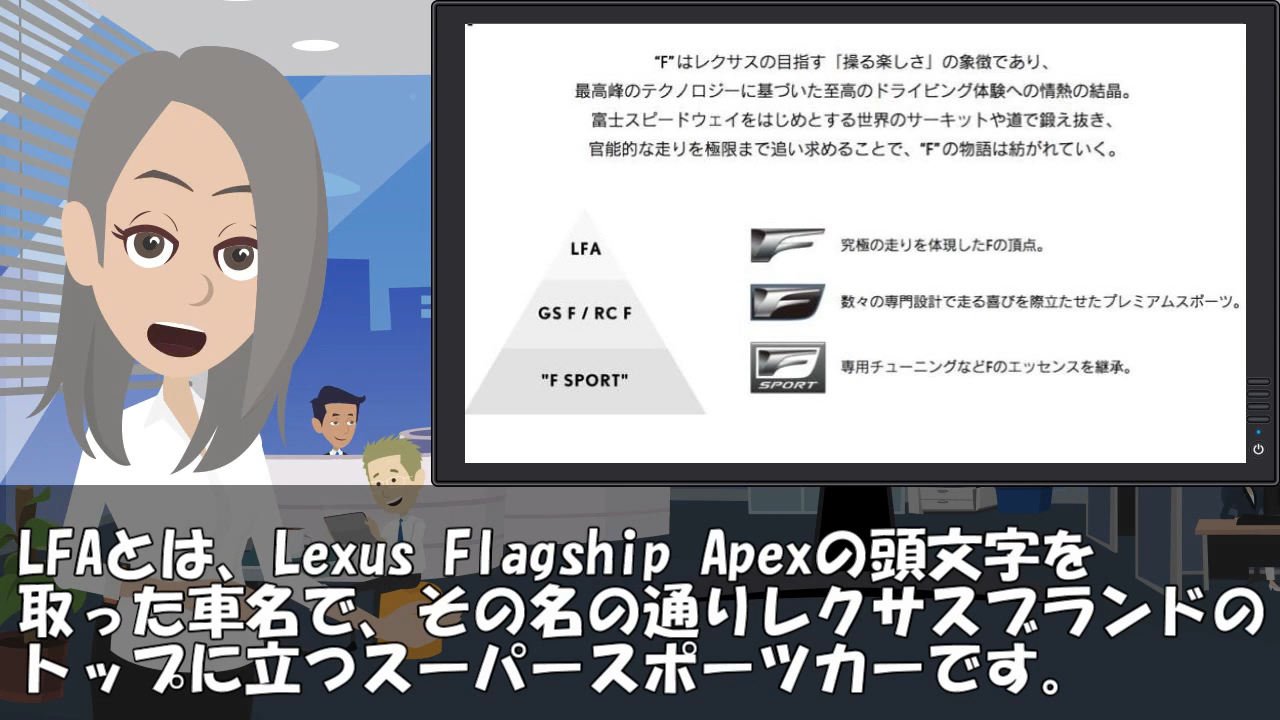 "F"はレクサスの目指す「操る楽しさ」の象徴であり、
最高峰のテクノロジーに基づいた至高のドライビング体験への情熱の結晶。
富士スピードウェイをはじめとする世界のサーキットや道で鍛え抜き、
官能的な走りを極限まで追い求めることで、"F"の物語は紡がれていく。
LFA
GS F / RC F
"F SPORT"
F
究極の走りを体現したFの頂点。
F
数々の専門設計で走る喜びを際立たせたプレミアムスポーツ。
F
SPORT
専用チューニングなどFのエッセンスを継承。
LFAとは、Lexus Flagship Apexの頭文字を
取った車名で、その名の通りレクサスブランドの
トップに立つスーパースポーツカーです。